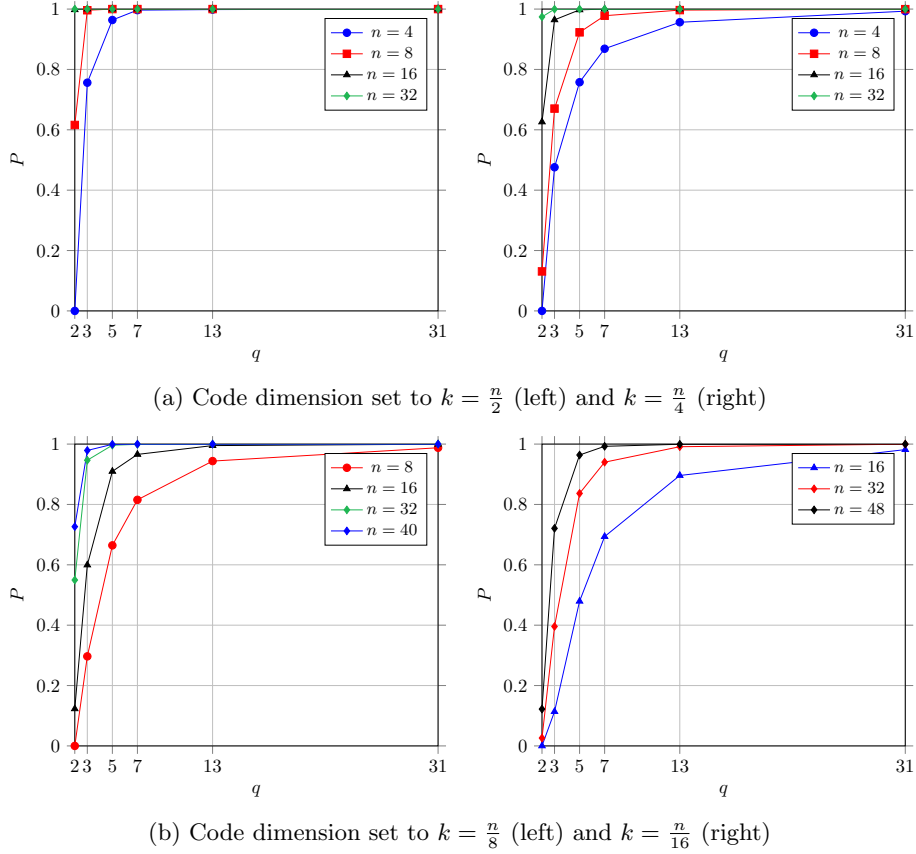 1
0.8
0.6
0.4
0.2
0
P
2 3 5 7 13 31
q
n = 4
n = 8
n = 16
n = 32
1
0.8
0.6
0.4
0.2
0
P
2 3 5 7 13 31
q
n = 4
n = 8
n = 16
n = 32
(a) Code dimension set to k = n/2 (left) and k = n/4 (right)
1
0.8
0.6
0.4
0.2
0
P
2 3 5 7 13 31
q
n = 8
n = 16
n = 32
n = 40
1
0.8
0.6
0.4
0.2
0
P
2 3 5 7 13 31
q
n = 16
n = 32
n = 48
(b) Code dimension set to k = n/8 (left) and k = n/16 (right)